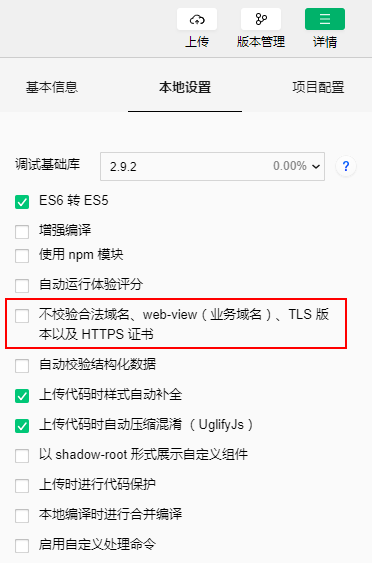 上传 版本管理 详情
基本信息 本地设置 项目配置
调试基础库 2.9.2 0.00% ?
ES6 转 ES5
增强编译
使用 npm 模块
自动运行体验评分
不校验合法域名、web-view（业务域名）、TLS 版
本以及 HTTPS 证书
自动校验结构化数据
上传代码时样式自动补全
上传代码时自动压缩混淆 （UglifyJs）
以 shadow-root 形式展示自定义组件
上传时进行代码保护
本地编译时进行合并编译
启用自定义处理命令